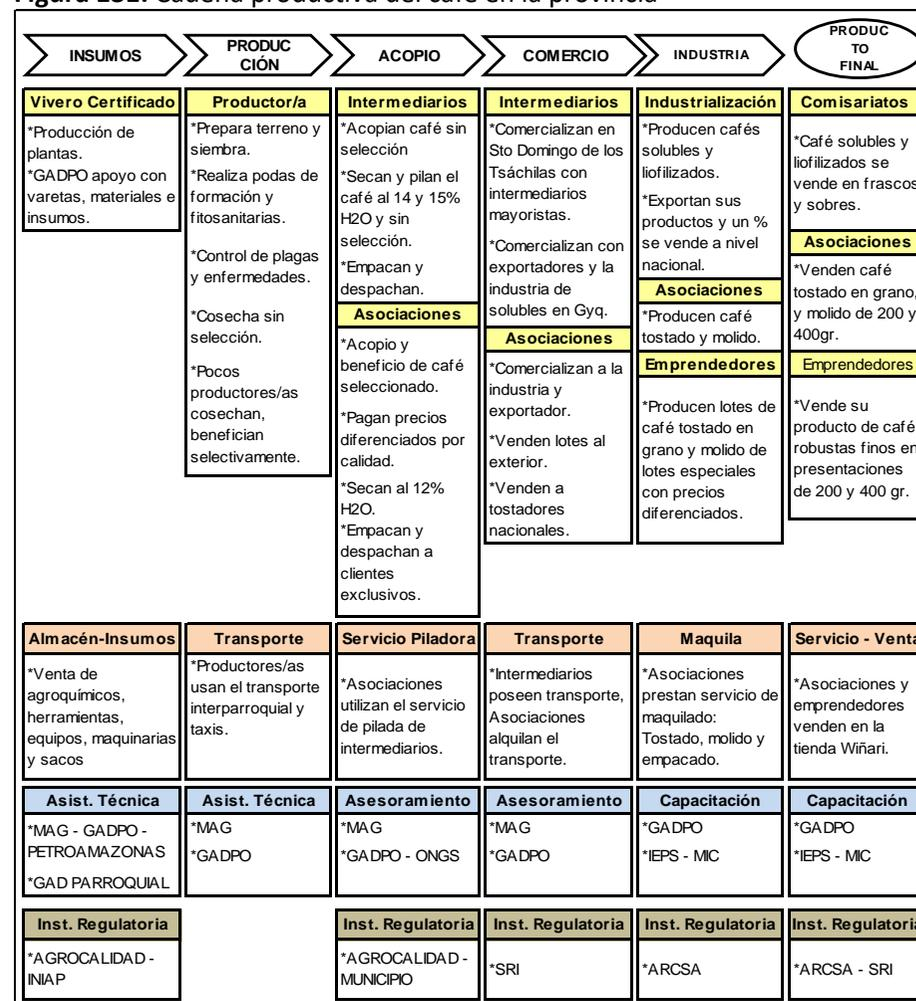 Figura 151. Cadena productiva del café en la provincia
INSUMOS
PRODUC
CIÓN
ACOPIO
COMERCIO
INDUSTRIA
PRODUC
TO
FINAL
Vivero Certificado
*Producción de
plantas.
*GADPO apoyo con
varetas, materiales e
insumos.
Productor/a
*Prepara terreno y
siembra.
*Realiza podas de
formación y
fitosanitarias.
*Control de plagas
y enfermedades.
*Cosecha sin
selección.
*Pocos
productores/as
cosechan,
benefician
selectivamente.
Intermediarios
*Acopian café sin
selección
*Secan y pilan el
café al 14 y 15%
H2O y sin
selección.
*Empacan y
despachan.
Asociaciones
*Acopio y
beneficio de café
seleccionado.
*Pagan precios
diferenciados por
calidad.
*Secan al 12%
H2O.
*Empacan y
despachan a
clientes
exclusivos.
Intermediarios
*Comercializan en
Sto Domingo de los
Tsáchilas con
intermediarios
mayoristas.
*Comercializan con
exportadores y la
industria de
solubles en Gyq.
Asociaciones
*Comercializan a la
industria y
exportador.
*Venden lotes al
exterior.
*Venden a
tostadores
nacionales.
Industrialización
*Producen cafés
solubles y
liofilizados.
*Exportan sus
productos y un %
se vende a nivel
nacional.
Asociaciones
*Producen café
tostado y molido.
Emprendedores
*Producen lotes de
café tostado en
grano y molido de
lotes especiales
con precios
diferenciados.
Comisariatos
*Café solubles y
liofilizados se
vende en frascos
y sobres.
Asociaciones
*Venden café
tostado en grano,
y molido de 200 y
400gr.
Emprendedores
*Vende su
producto de café
robustas finos en
presentaciones
de 200 y 400 gr.
Almacén-Insumos
*Venta de
agroquímicos,
herramientas,
equipos, maquinarias
y sacos
Transporte
*Productores/as
usan el transporte
interparroquial y
taxis.
Servicio Piladora
*Asociaciones
utilizan el servicio
de pilada de
intermediarios.
Transporte
*Intermediarios
poseen transporte,
Asociaciones
alquilan el
transporte.
Maquila
*Asociaciones
prestan servicio de
maquilado:
Tostado, molido y
empacado.
Servicio - Venta
*Asociaciones y
emprendedores
venden en la
tienda Wiñari.
Asist. Técnica
*MAG - GADPO -
PETROAMAZONAS
*GAD PARROQUIAL
Asist. Técnica
*MAG
*GADPO
Asesoramiento
*MAG
*GADPO - ONGS
Asesoramiento
*MAG
*GADPO
Capacitación
*GADPO
*IEPS - MIC
Capacitación
*GADPO
*IEPS - MIC
Inst. Regulatoria
*AGROCALIDAD -
INIAP
Inst. Regulatoria
*AGROCALIDAD -
MUNICIPIO
Inst. Regulatoria
*SRI
Inst. Regulatoria
*ARCSA
Inst. Regulatoria
*ARCSA - SRI